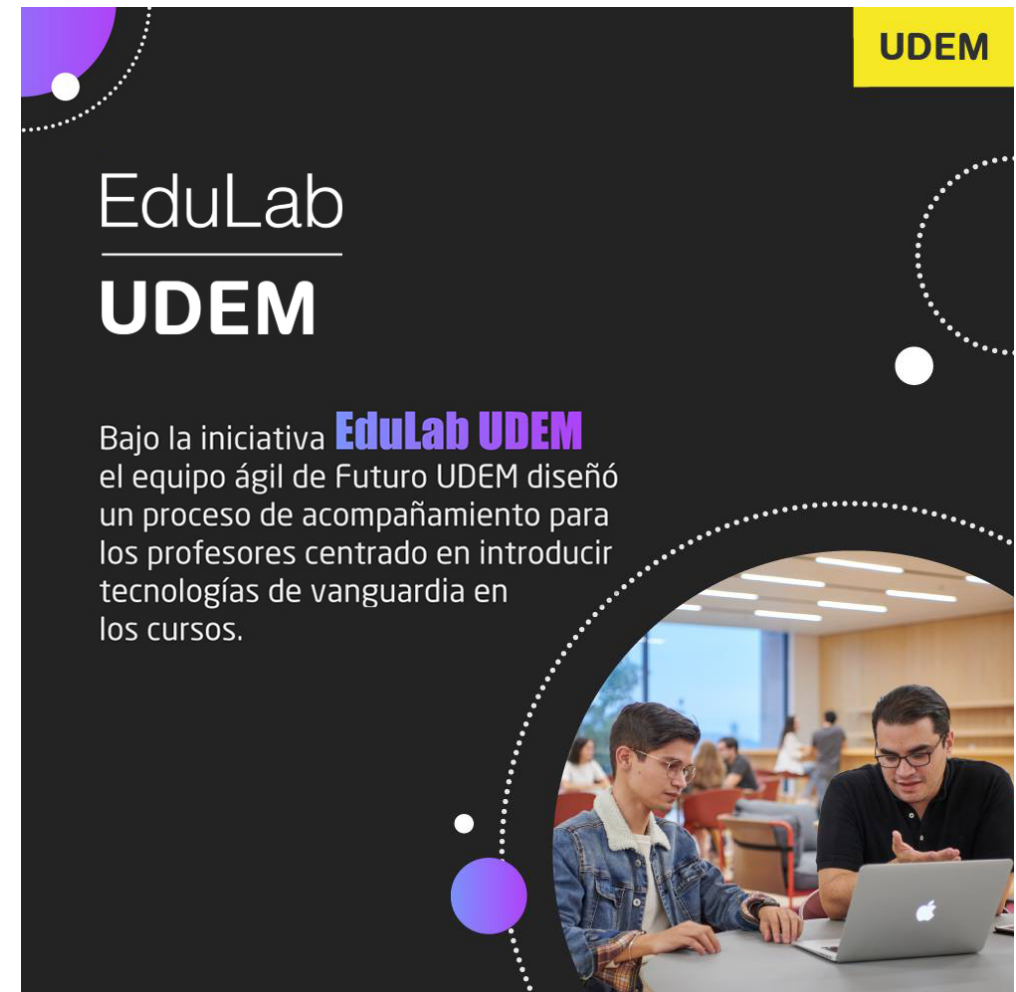 UDEM
EduLab
UDEM
Bajo la iniciativa EduLab UDEM
el equipo ágil de Futuro UDEM diseñó
un proceso de acompañamiento para
los profesores centrado en introducir
tecnologías de vanguardia en
los cursos.